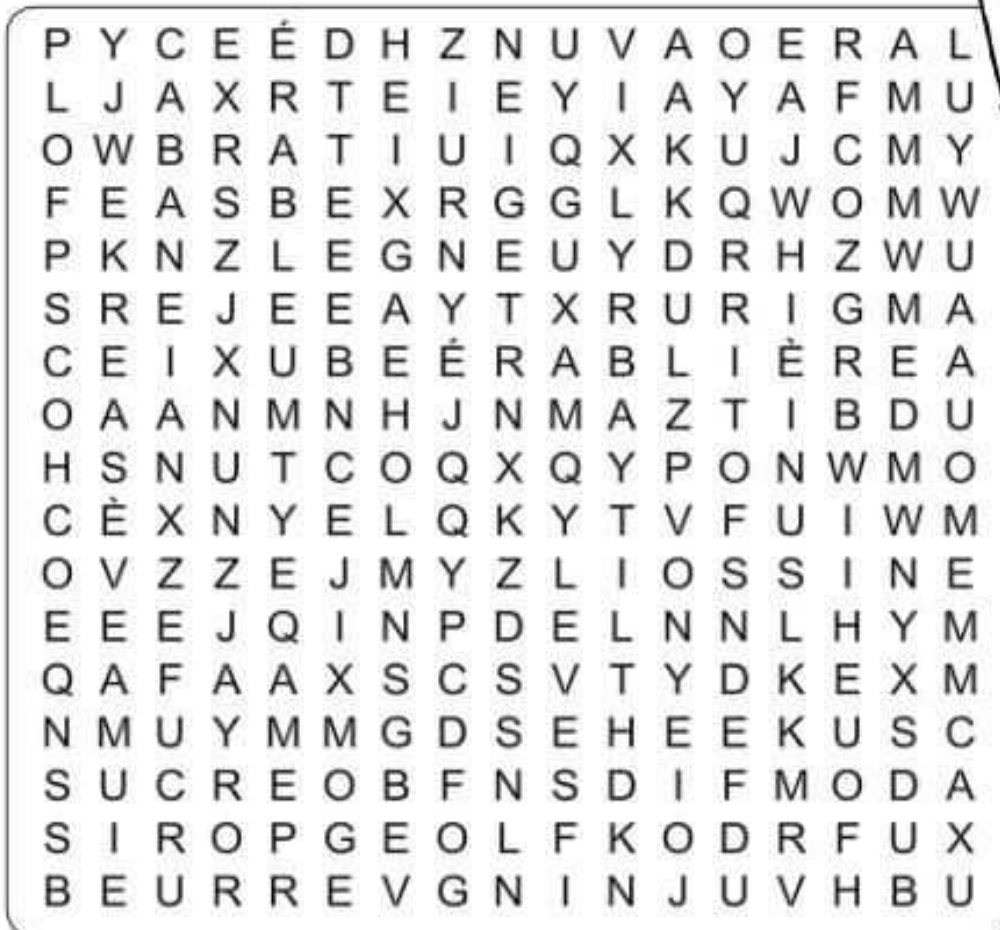 P Y C E É D H Z N U V A O E R A L
L J A X R T E I E Y I A Y A F M U
O W B R A T I U I Q X K U J C M Y
F E A S B E X R G G L K Q W O M W
P K N Z L E G N E U Y D R H Z W U
S R E J E E A Y T X R U R I G M A
C E I X U B E É R A B L I È R E A
O A A N M N H J N M A Z T I B D U
H S N U T C O Q X Q Y P O N W M O
C È X N Y E L Q K Y T V F U I W M
O V Z Z E J M Y Z L I O S S I N E
E E E J Q I N P D E L N N L H Y M
Q A F A A X S C S V T Y D K E X M
N M U Y M M G D S E H E E K U S C
S U C R E O B F N S D I F M O D A
S I R O P G E O L F K O D R F U X
B E U R R E V G N I N J U V H B U